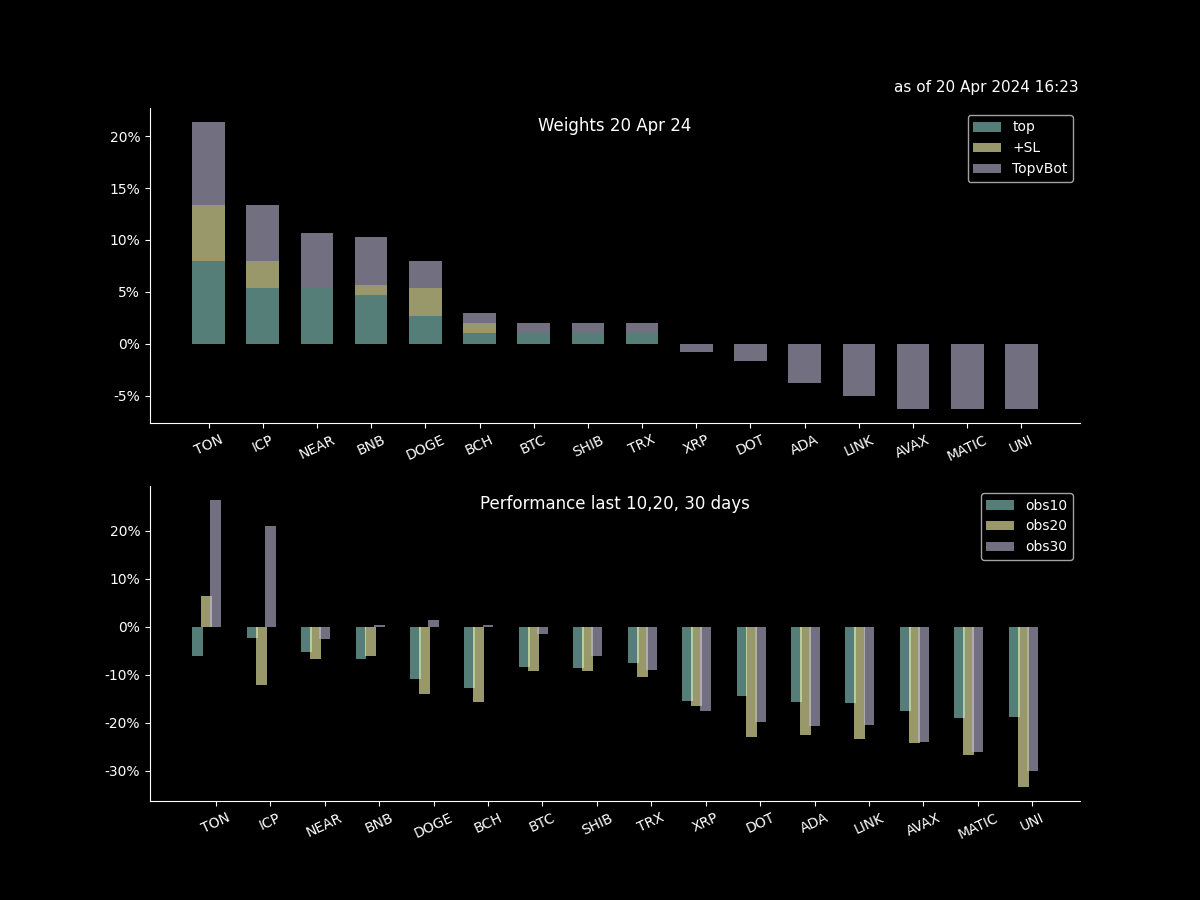 as of 20 Apr 2024 16:23
Weights 20 Apr 24
top
+SL
TopvBot
20%
15%
10%
5%
0%
-5%
TON ICP NEAR BNB DOGE BCH BTC SHIB TRX XRP DOT ADA LINK AVAX MATIC UNI
Performance last 10,20, 30 days
obs10
obs20
obs30
20%
10%
0%
-10%
-20%
-30%
TON ICP NEAR BNB DOGE BCH BTC SHIB TRX XRP DOT ADA LINK AVAX MATIC UNI